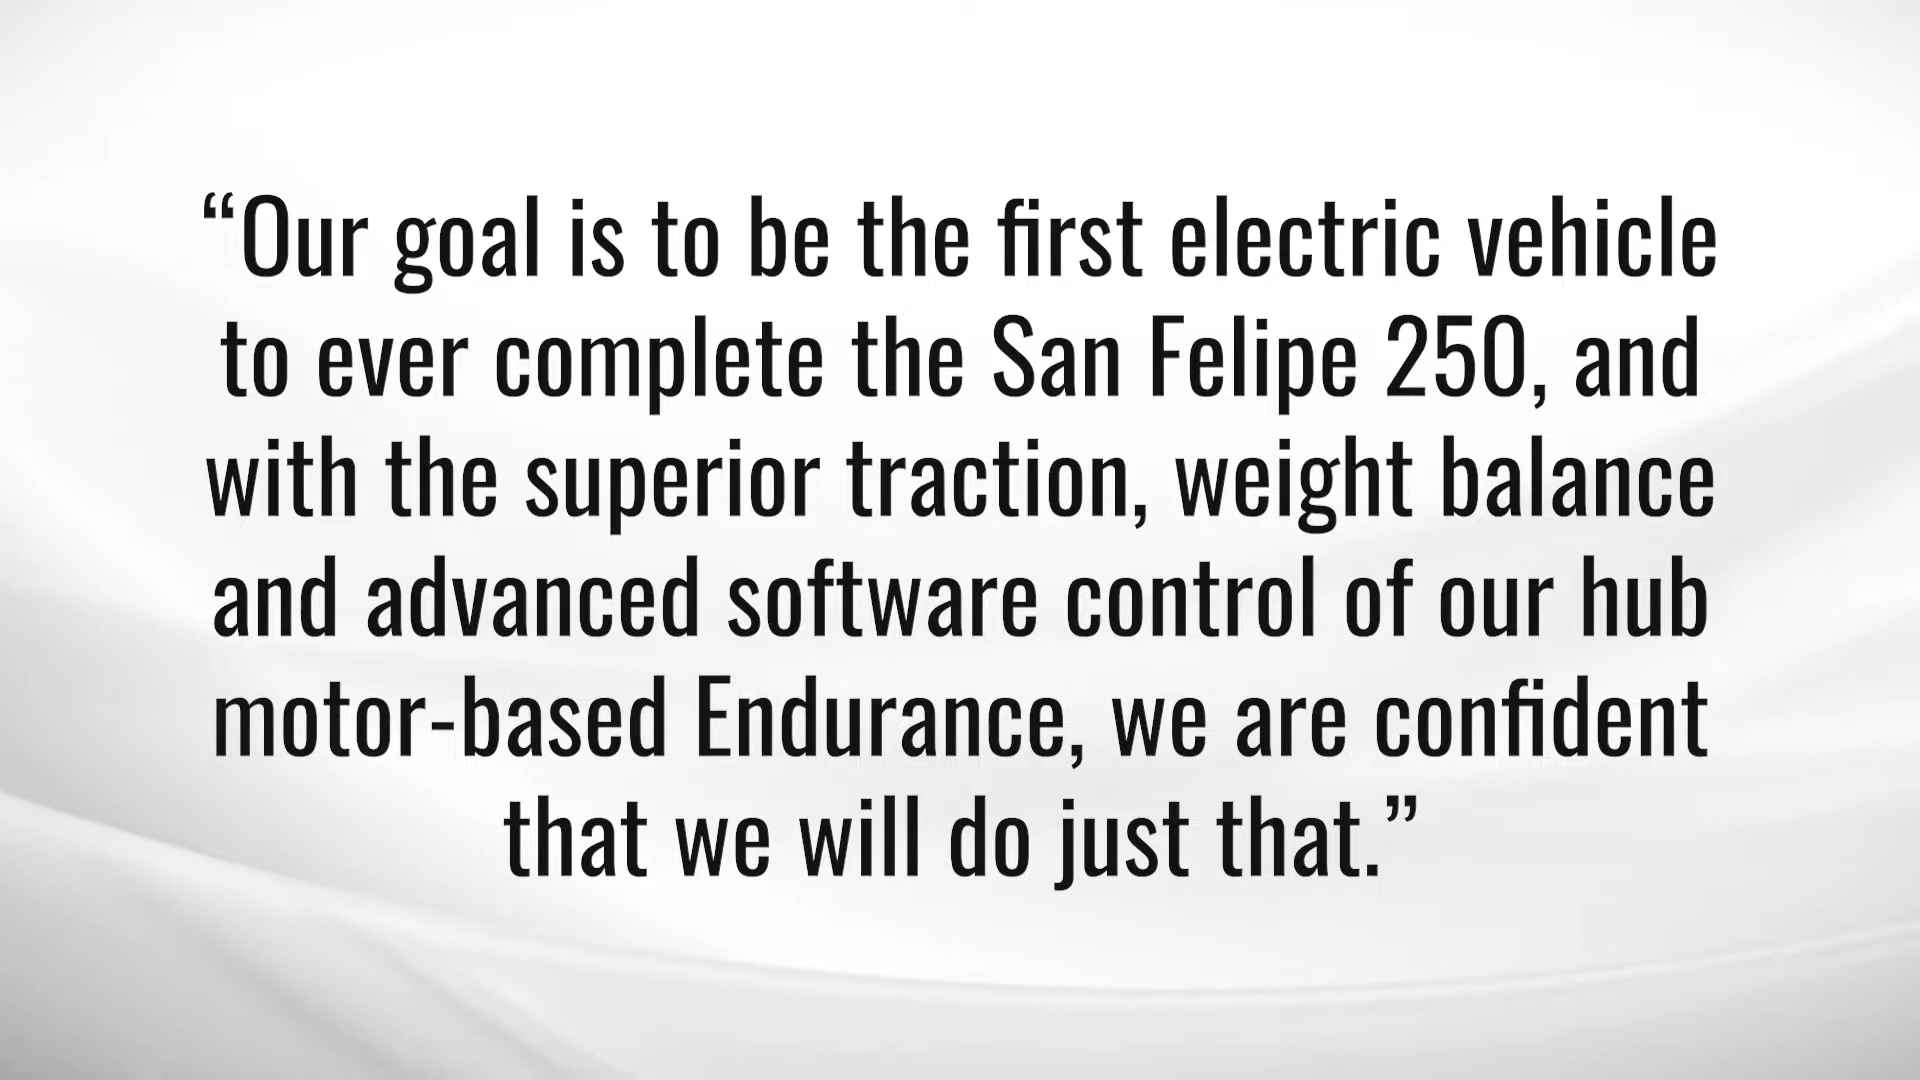 “Our goal is to be the first electric vehicle
to ever complete the San Felipe 250, and
with the superior traction, weight balance
and advanced software control of our hub
motor-based Endurance, we are confident
that we will do just that.”